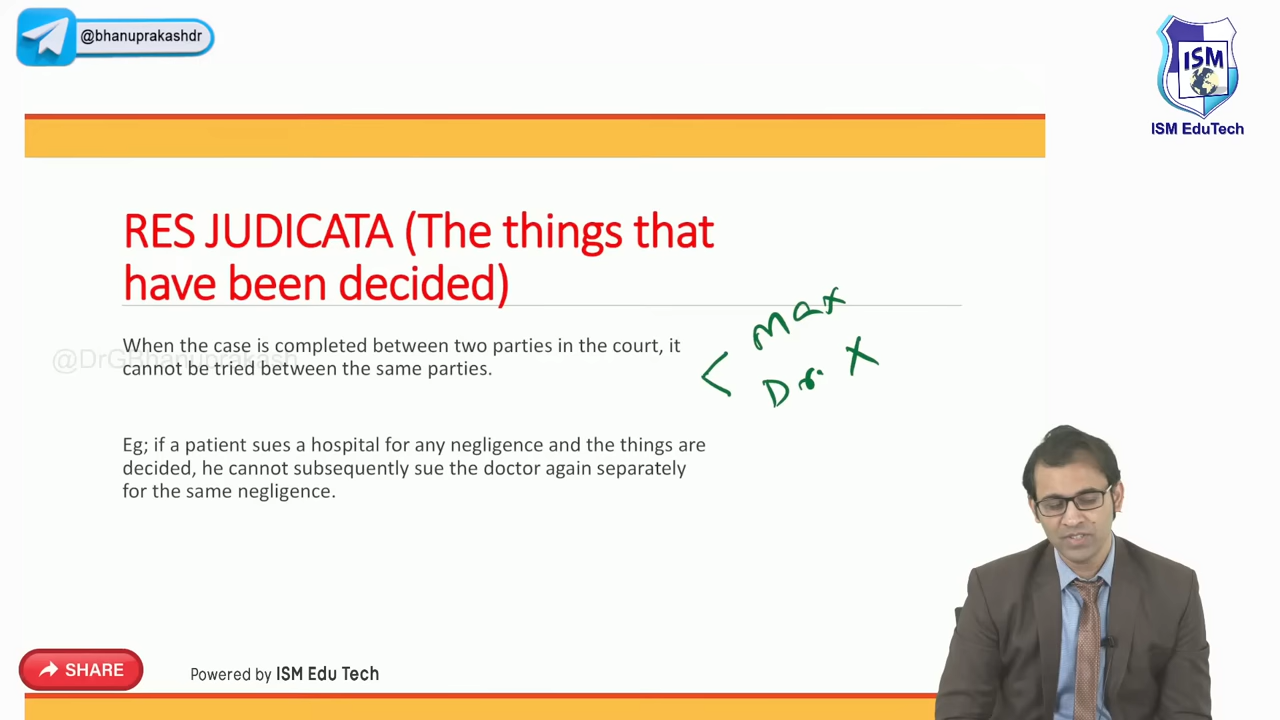 @bhanuprakashdr
ISM
ISM EduTech
RES JUDICATA (The things that
have been decided)
When the case is completed between two parties in the court, it
cannot be tried between the same parties.
@DrGBhanuprakash
Max
Dr. X
Eg; if a patient sues a hospital for any negligence and the things are
decided, he cannot subsequently sue the doctor again separately
for the same negligence.
SHARE
Powered by ISM Edu Tech